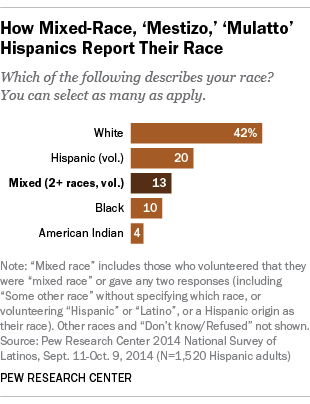 How Mixed-Race, ‘Mestizo,’ ‘Mulatto’
Hispanics Report Their Race
Which of the following describes your race?
You can select as many as apply.
White 42%
Hispanic (vol.) 20
Mixed (2+ races, vol.) 13
Black 10
American Indian 4
Note: “Mixed race” includes those who volunteered that they
were “mixed race” or gave any two responses (including
“Some other race” without specifying which race, or
volunteering “Hispanic” or “Latino”, or a Hispanic origin as
their race). Other races and “Don’t know/Refused” not shown.
Source: Pew Research Center 2014 National Survey of
Latinos, Sept. 11-Oct. 9, 2014 (N=1,520 Hispanic adults)
PEW RESEARCH CENTER